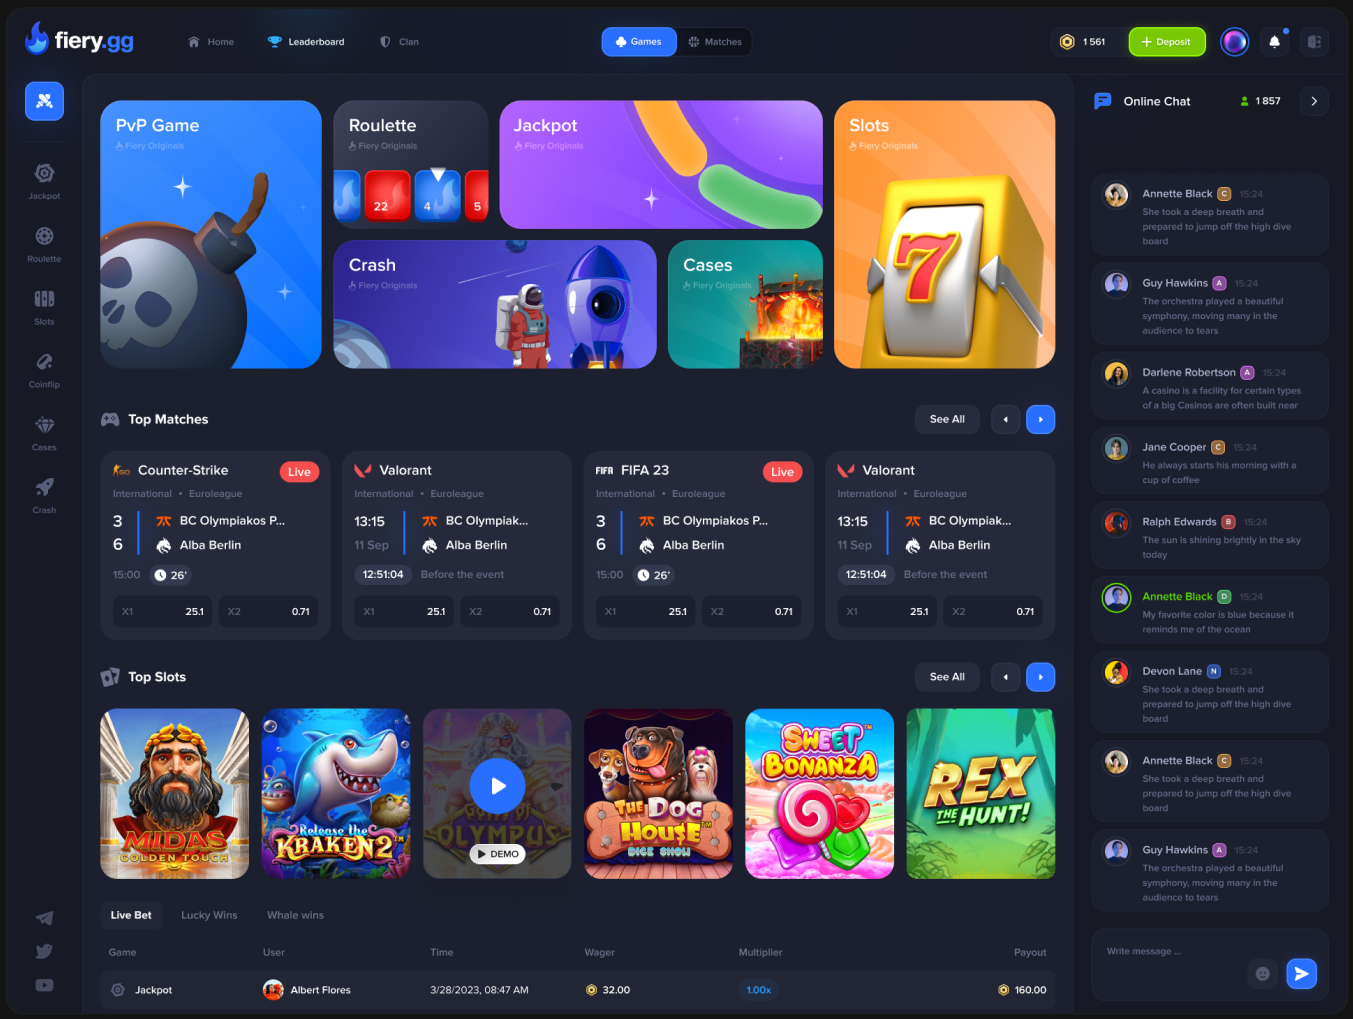 fiery.gg
Home
Leaderboard
Clan
Games
Matches
1 561
+ Deposit
Jackpot
Roulette
Slots
Coinflip
Cases
Crash
PvP Game
Fiery Originals
Roulette
Fiery Originals
22
4
5
Jackpot
Fiery Originals
Slots
Fiery Originals
7
Crash
Fiery Originals
Cases
Fiery Originals
Top Matches
See All
Counter-Strike
Live
International • Euroleague
3 BC Olympiakos P...
6 Alba Berlin
15:00 26'
X1 25.1 X2 0.71
Valorant
International • Euroleague
13:15 BC Olympiak...
11 Sep Alba Berlin
12:51:04 Before the event
X1 25.1 X2 0.71
FIFA FIFA 23
Live
International • Euroleague
3 BC Olympiakos P...
6 Alba Berlin
15:00 26'
X1 25.1 X2 0.71
Valorant
International • Euroleague
13:15 BC Olympiak...
11 Sep Alba Berlin
12:51:04 Before the event
X1 25.1 X2 0.71
Top Slots
See All
MIDAS
GOLDEN TOUCH
Release the
KRAKEN 2™
OLYMPUS™
DEMO
THE DOG
HOUSE™
DICE SHOW
SWEET™
BONANZA
REX
THE HUNT!
Live Bet
Lucky Wins
Whale wins
Game User Time Wager Multiplier Payout
Jackpot Albert Flores 3/28/2023, 08:47 AM 32.00 1.00x 160.00
Online Chat 1 857
Annette Black C 15:24
She took a deep breath and
prepared to jump off the high dive
board
Guy Hawkins A 15:24
The orchestra played a beautiful
symphony, moving many in the
audience to tears
Darlene Robertson A 15:24
A casino is a facility for certain types
of a big Casinos are often built near
Jane Cooper C 15:24
He always starts his morning with a
cup of coffee
Ralph Edwards B 15:24
The sun is shining brightly in the sky
today
Annette Black D 15:24
My favorite color is blue because it
reminds me of the ocean
Devon Lane N 15:24
She took a deep breath and
prepared to jump off the high dive
board
Annette Black C 15:24
She took a deep breath and
prepared to jump off the high dive
board
Guy Hawkins A 15:24
The orchestra played a beautiful
symphony, moving many in the
audience to tears
Write message ...